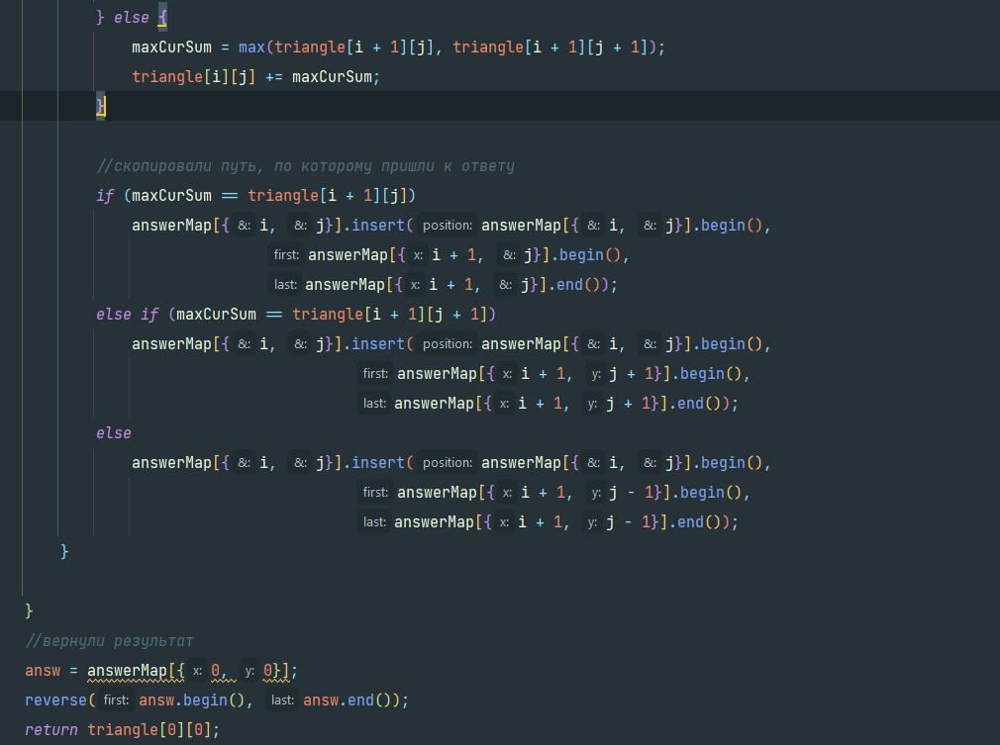 } else {
maxCurSum = max(triangle[i + 1][j], triangle[i + 1][j + 1]);
triangle[i][j] += maxCurSum;
}
//скопировали путь, по которому пришли к ответу
if (maxCurSum == triangle[i + 1][j])
answerMap[{ &: i, &: j}].insert( position: answerMap[{ &: i, &: j}].begin(),
first: answerMap[{ x: i + 1, &: j}].begin(),
last: answerMap[{ x: i + 1, &: j}].end());
else if (maxCurSum == triangle[i + 1][j + 1])
answerMap[{ &: i, &: j}].insert( position: answerMap[{ &: i, &: j}].begin(),
first: answerMap[{ x: i + 1, y: j + 1}].begin(),
last: answerMap[{ x: i + 1, y: j + 1}].end());
else
answerMap[{ &: i, &: j}].insert( position: answerMap[{ &: i, &: j}].begin(),
first: answerMap[{ x: i + 1, y: j - 1}].begin(),
last: answerMap[{ x: i + 1, y: j - 1}].end());
}
}
//вернули результат
answ = answerMap[{ x: 0, y: 0}];
reverse( first: answ.begin(), last: answ.end());
return triangle[0][0];